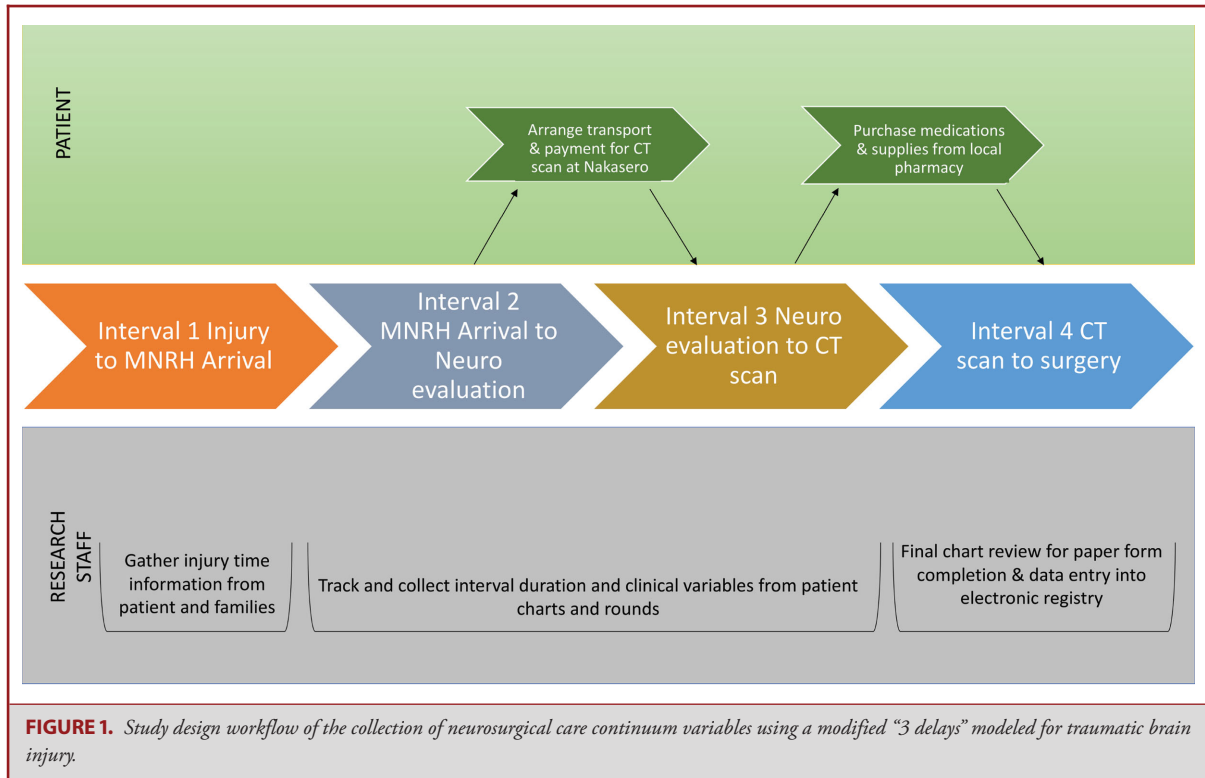 PATIENT
Arrange transport
& payment for CT
scan at Nakasero
Purchase medications
& supplies from local
pharmacy
Interval 1 Injury
to MNRH Arrival
Interval 2
MNRH Arrival to
Neuro
evaluation
Interval 3 Neuro
evaluation to CT
scan
Interval 4 CT
scan to surgery
RESEARCH
STAFF
Gather injury time
information from
patient and families
Track and collect interval duration and clinical variables from patient
charts and rounds
Final chart review for paper form
completion & data entry into
electronic registry
FIGURE 1. Study design workflow of the collection of neurosurgical care continuum variables using a modified “3 delays” modeled for traumatic brain
injury.